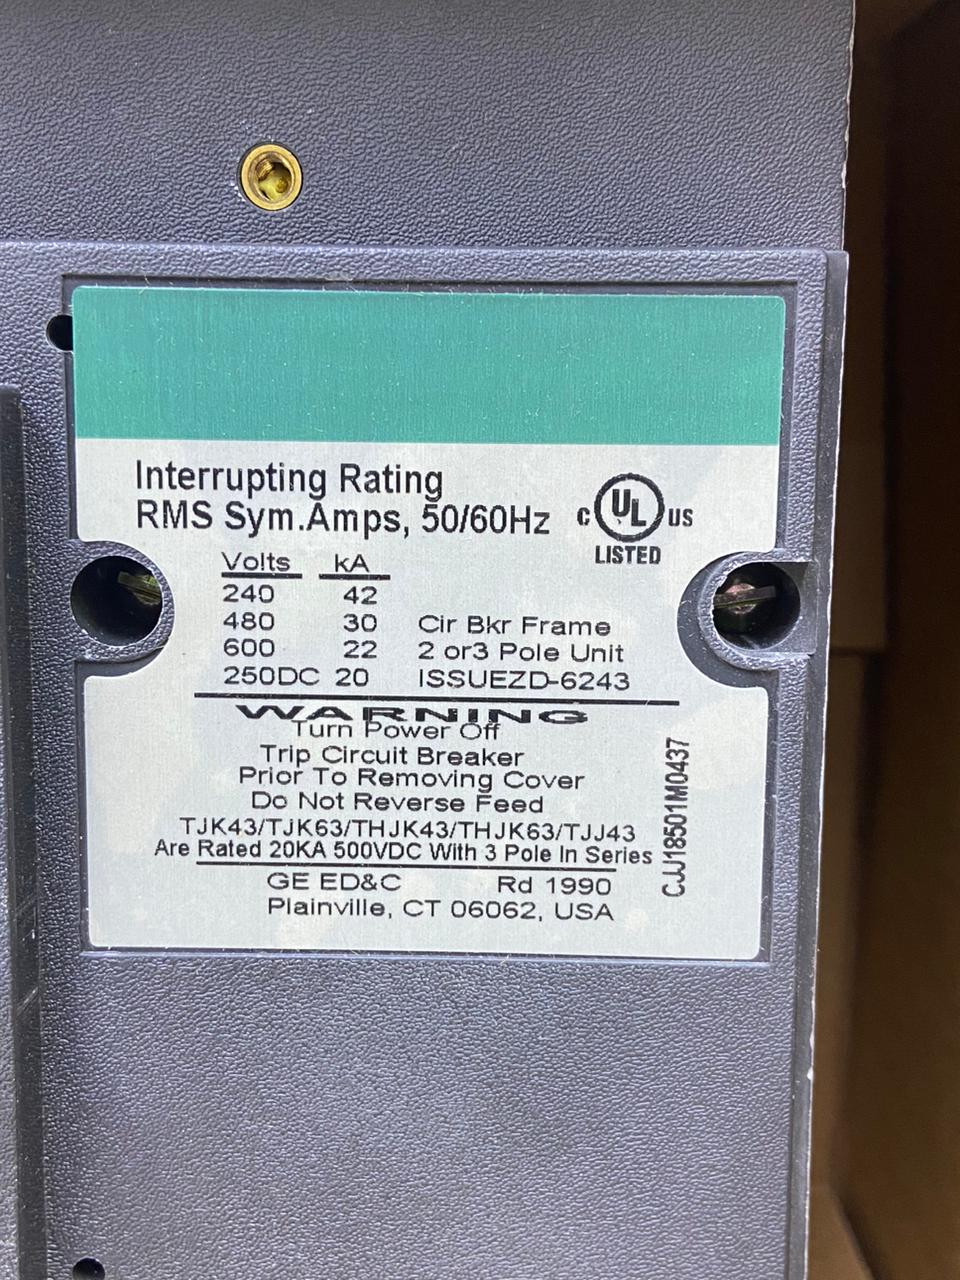 Interrupting Rating
RMS Sym.Amps, 50/60Hz
C UL US
LISTED
Volts kA
240 42
480 30 Cir Bkr Frame
600 22 2 or3 Pole Unit
250DC 20 ISSUEZD-6243
WARNING
Turn Power Off
Trip Circuit Breaker
Prior To Removing Cover
Do Not Reverse Feed
TJK43/TJK63/THJK43/THJK63/TJJ43
Are Rated 20KA 500VDC With 3 Pole In Series
GE ED&C Rd 1990
Plainville, CT 06062, USA
CJJ18501M0437